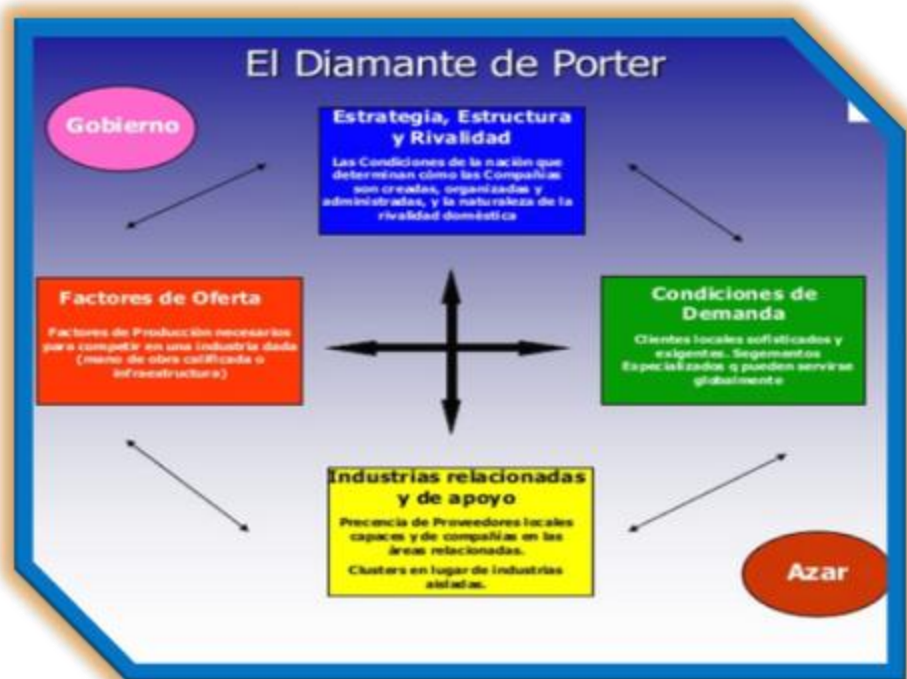 El Diamante de Porter
Gobierno
Estrategia, Estructura
y Rivalidad
Las Condiciones de la nación que
determinan cómo las Compañías
son creadas, organizadas y
administradas, y la naturaleza de la
rivalidad doméstica
Factores de Oferta
Factores de Producción necesarios
para competir en una industria dada
(mano de obra calificada o
infraestructura)
Condiciones de
Demanda
Clientes locales sofisticados y
exigentes. Segementos
Especializados q pueden servirse
globalmente
Industrias relacionadas
y de apoyo
Precencia de Proveedores locales
capaces y de compañías en las
áreas relacionadas.
Clusters en lugar de industrias
aisladas.
Azar